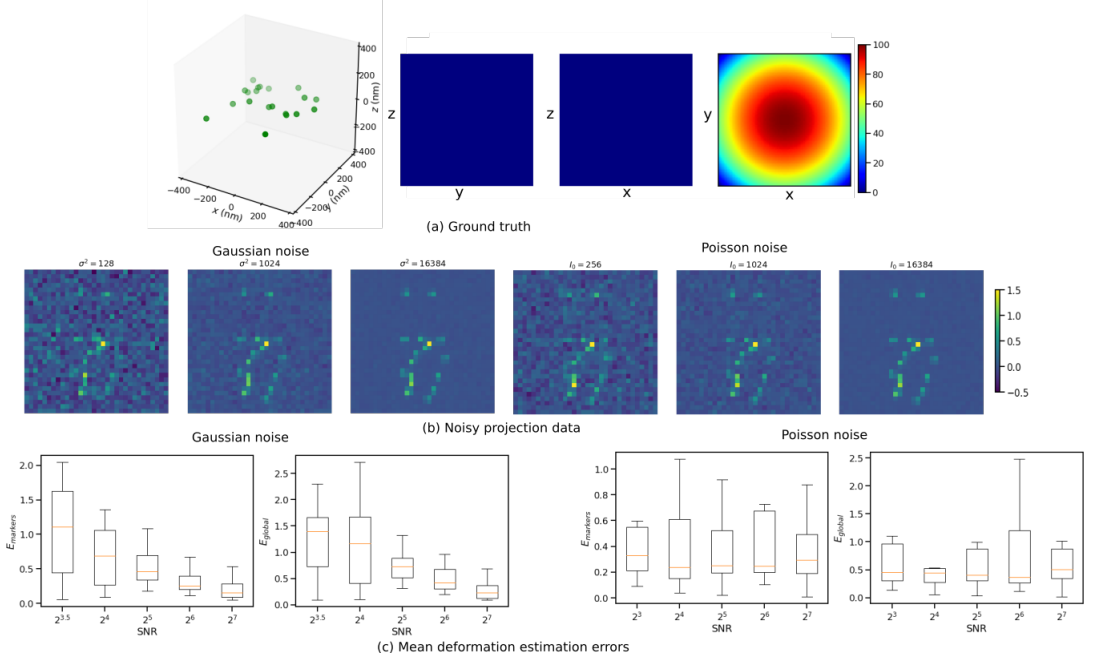 400
200
0
−200
−400
z (nm)
−400
−200
0
200
400
x (nm)
−400
−200
0
200
400
y (nm)
z
y
z
x
y
x
100
80
60
40
20
0
(a) Ground truth
Gaussian noise
Poisson noise
σ² = 128
σ² = 1024
σ² = 16384
I₀ = 256
I₀ = 1024
I₀ = 16384
1.5
1.0
0.5
0.0
−0.5
(b) Noisy projection data
Gaussian noise
Poisson noise
E_markers
2.0
1.5
1.0
0.5
0.0
2^3.5 2^4 2^5 2^6 2^7
SNR
E_global
2.5
2.0
1.5
1.0
0.5
0.0
2^3.5 2^4 2^5 2^6 2^7
SNR
E_markers
1.0
0.8
0.6
0.4
0.2
0.0
2^3 2^4 2^5 2^6 2^7
SNR
E_global
2.5
2.0
1.5
1.0
0.5
0.0
2^3 2^4 2^5 2^6 2^7
SNR
(c) Mean deformation estimation errors